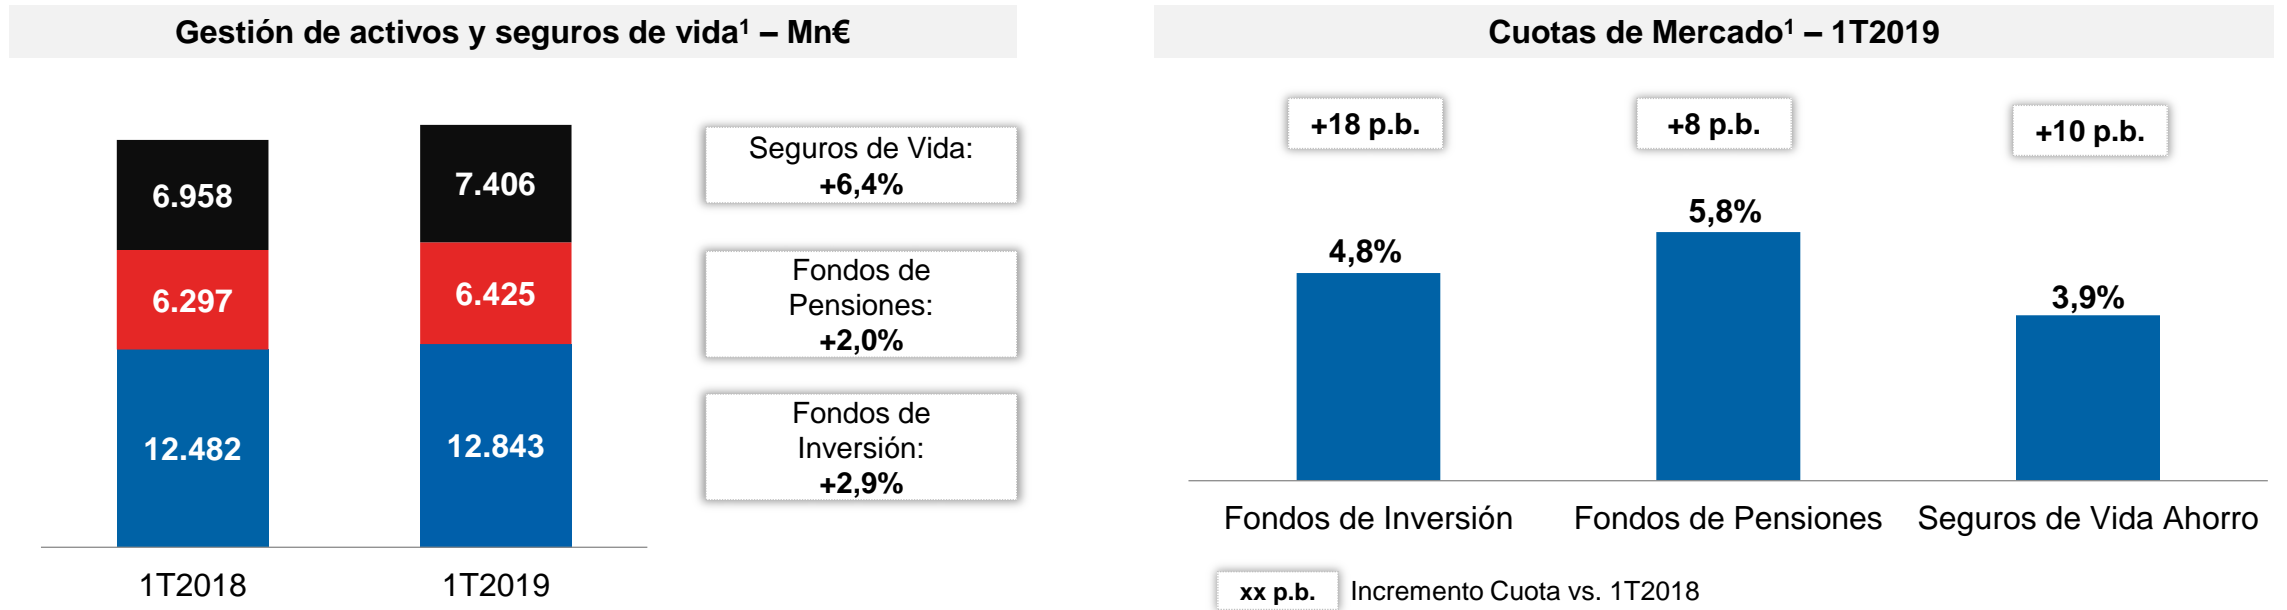 Gestión de activos y seguros de vida¹ – Mn€
6.958
6.297
12.482
7.406
6.425
12.843
1T2018
1T2019
Seguros de Vida:
+6,4%
Fondos de
Pensiones:
+2,0%
Fondos de
Inversión:
+2,9%
Cuotas de Mercado¹ – 1T2019
+18 p.b.
+8 p.b.
+10 p.b.
4,8%
5,8%
3,9%
Fondos de Inversión
Fondos de Pensiones
Seguros de Vida Ahorro
xx p.b.
Incremento Cuota vs. 1T2018